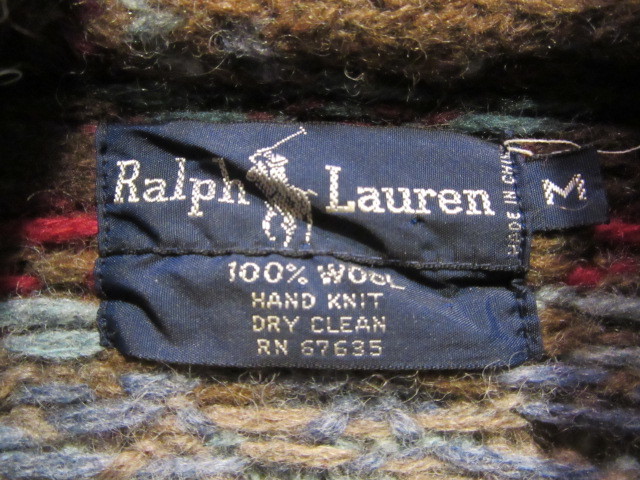 Ralph Lauren
MADE IN CHINA
M
100% WOOL
HAND KNIT
DRY CLEAN
RN 67635